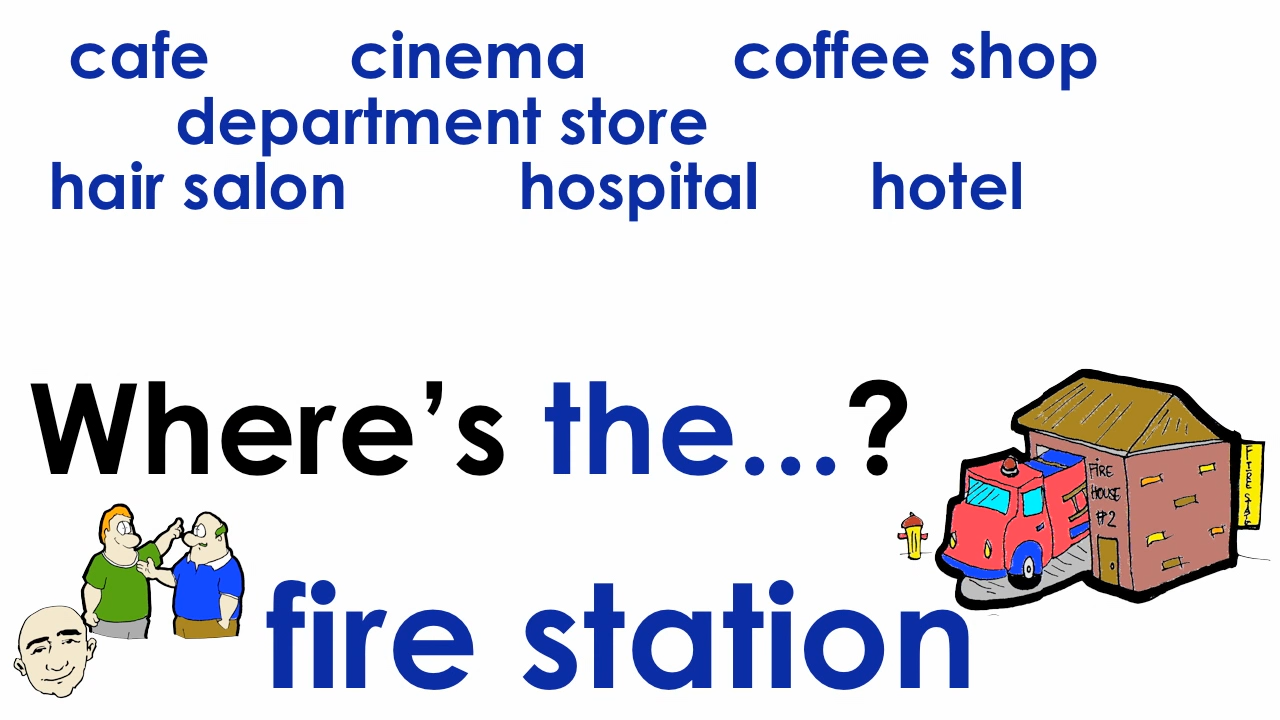 cafe cinema coffee shop
department store
hair salon hospital hotel
Where’s the...?
FIRE
HOUSE
#2
fire station